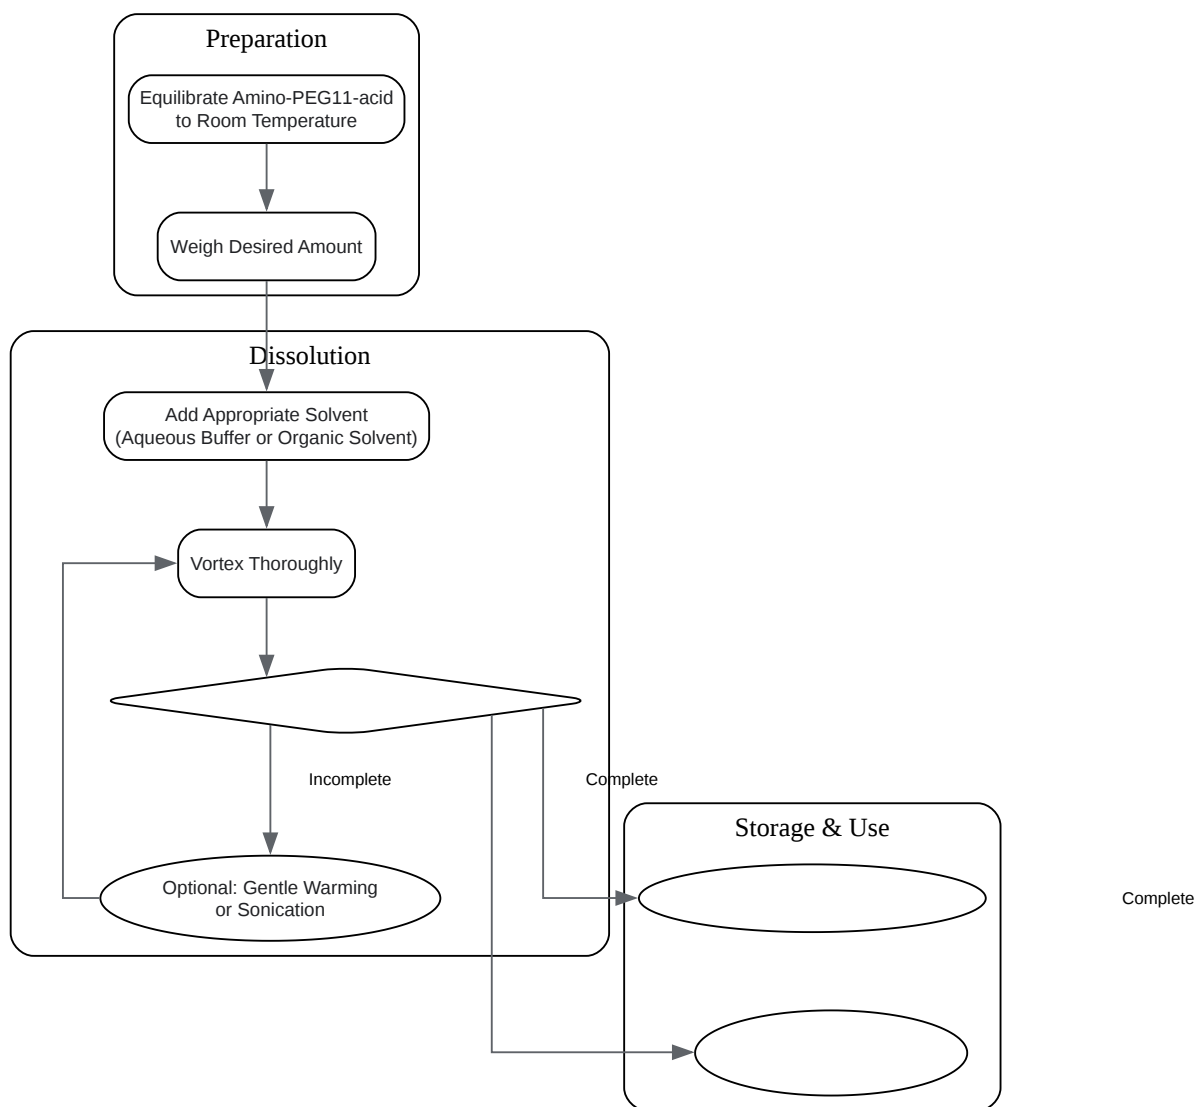 Preparation
Equilibrate Amino-PEG11-acid
to Room Temperature
Weigh Desired Amount
Dissolution
Add Appropriate Solvent
(Aqueous Buffer or Organic Solvent)
Vortex Thoroughly
Incomplete
Complete
Storage & Use
Optional: Gentle Warming
or Sonication
Complete